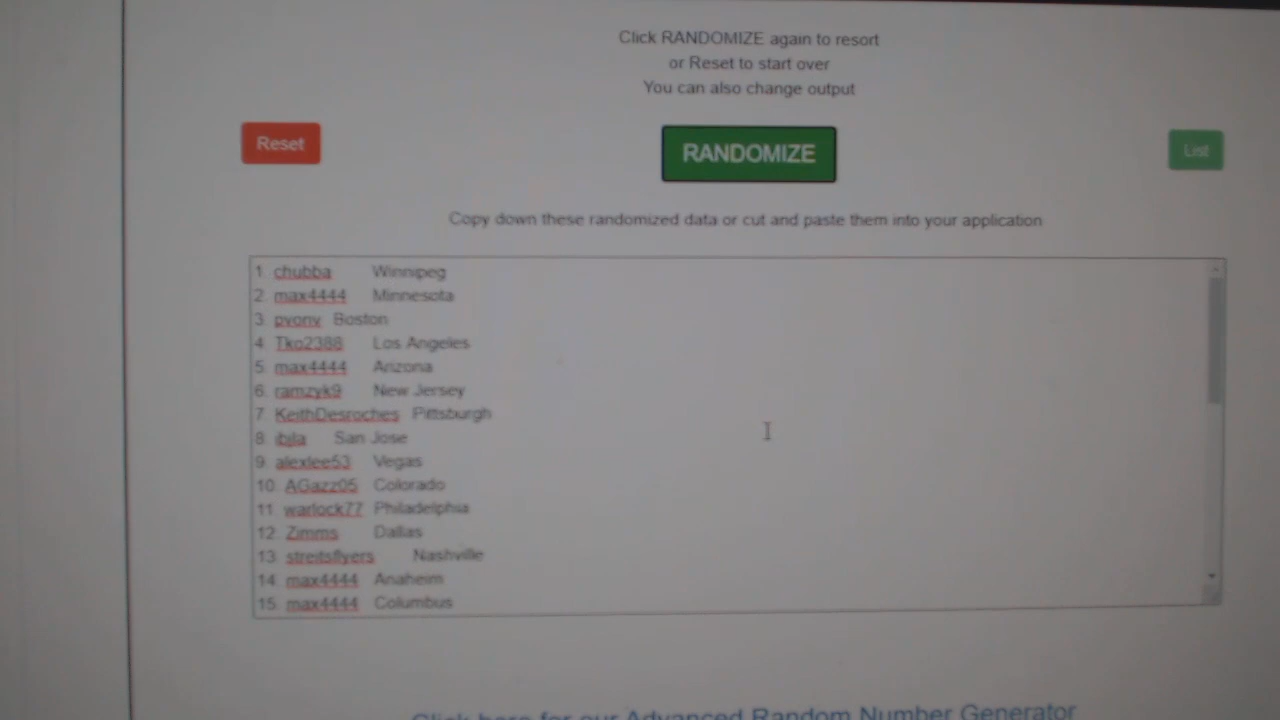 Click RANDOMIZE again to resort
or Reset to start over
You can also change output
Reset
RANDOMIZE
List
Copy down these randomized data or cut and paste them into your application
1. chubba Winnipeg
2. max4444 Minnesota
3. pyony Boston
4. Tko2388 Los Angeles
5. max4444 Arizona
6. ramzyk9 New Jersey
7. KeithDesroches Pittsburgh
8. ibjla San Jose
9. alexlee53 Vegas
10. AGazz05 Colorado
11. warlock77 Philadelphia
12. Zimms Dallas
13. streitsflyers Nashville
14. max4444 Anaheim
15. max4444 Columbus
Click here for our Advanced Random Number Generator